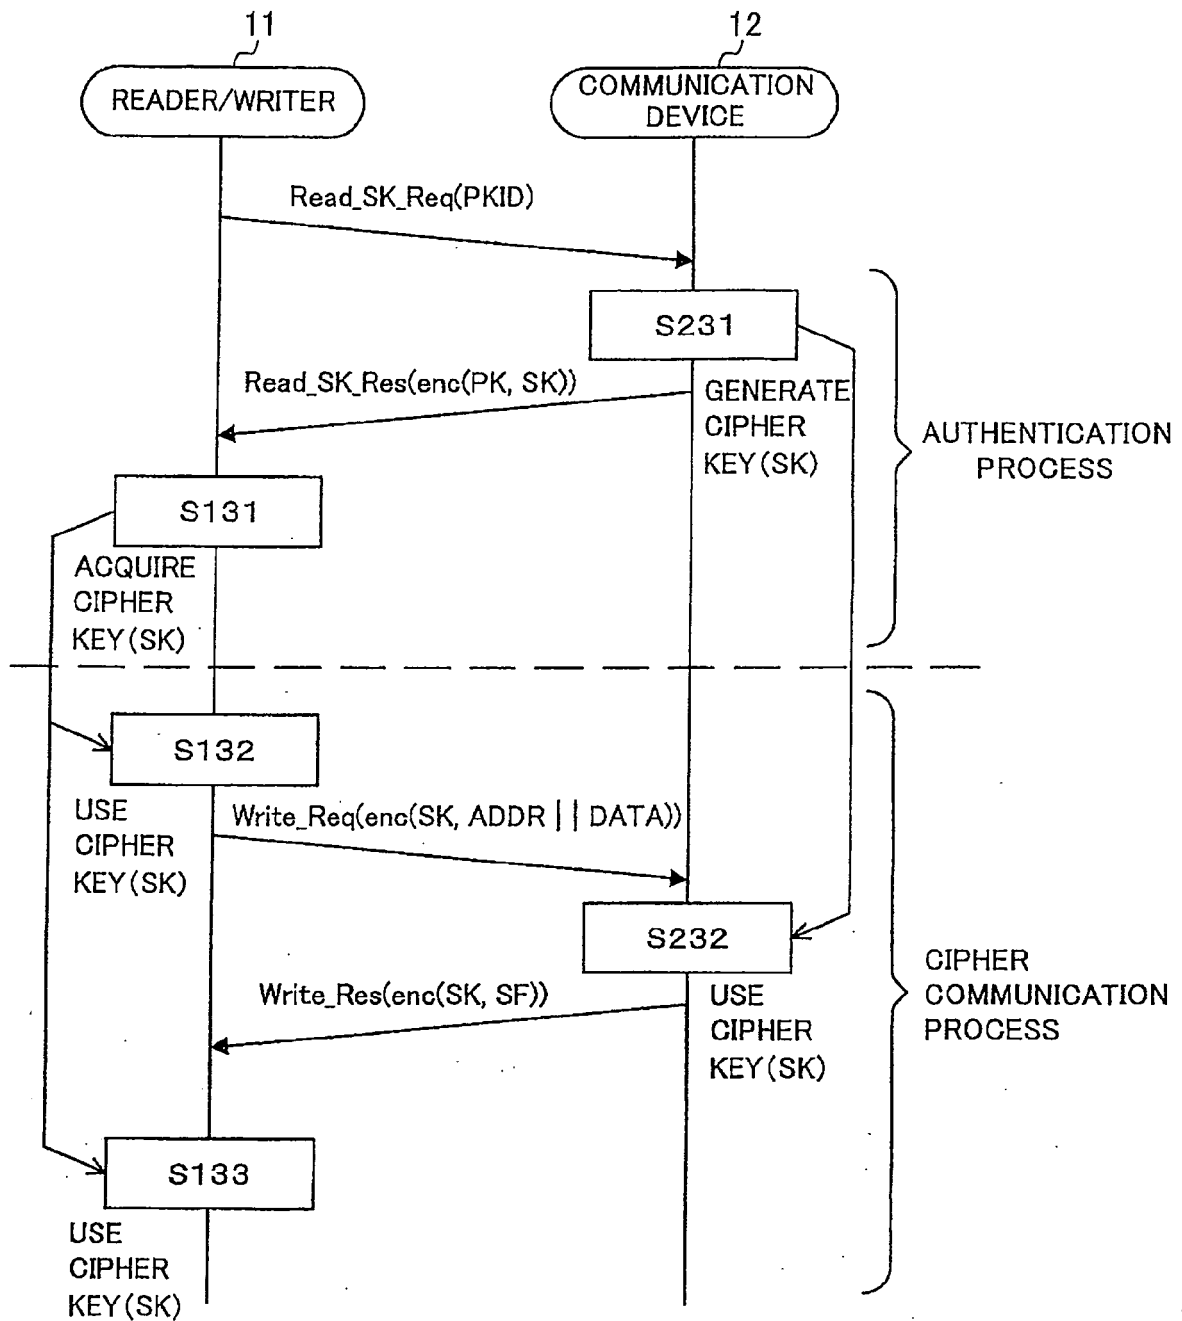 11
12
READER/WRITER
COMMUNICATION
DEVICE
Read_SK_Req(PKID)
S231
Read_SK_Res(enc(PK, SK))
GENERATE
CIPHER
KEY(SK)
AUTHENTICATION
PROCESS
S131
ACQUIRE
CIPHER
KEY(SK)
S132
USE
CIPHER
KEY(SK)
Write_Req(enc(SK, ADDR || DATA))
S232
Write_Res(enc(SK, SF))
USE
CIPHER
KEY(SK)
CIPHER
COMMUNICATION
PROCESS
S133
USE
CIPHER
KEY(SK)